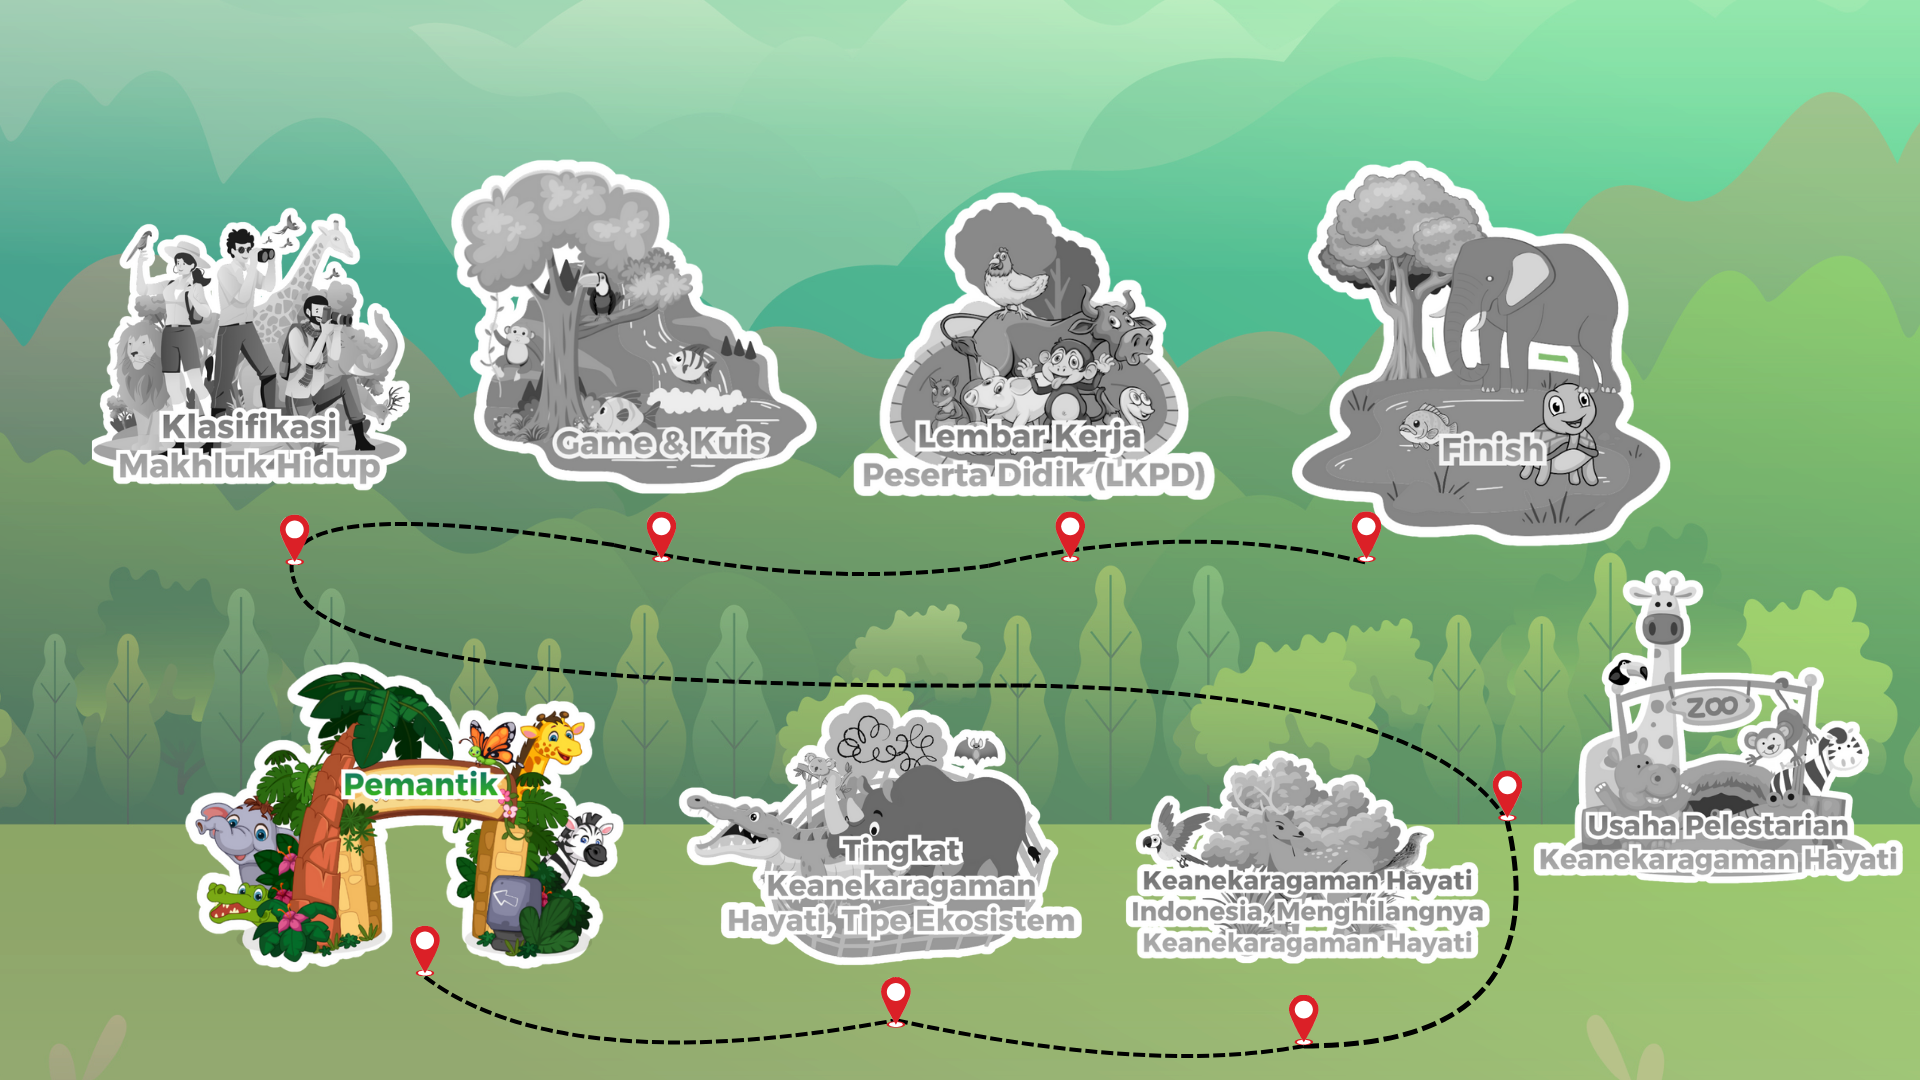 Klasifikasi
Makhluk Hidup
Game & Kuis
Lembar Kerja
Peserta Didik (LKPD)
Finish
Pemantik
Tingkat
Keanekaragaman
Hayati, Tipe Ekosistem
Keanekaragaman Hayati
Indonesia, Menghilangnya
Keanekaragaman Hayati
ZOO
Usaha Pelestarian
Keanekaragaman Hayati